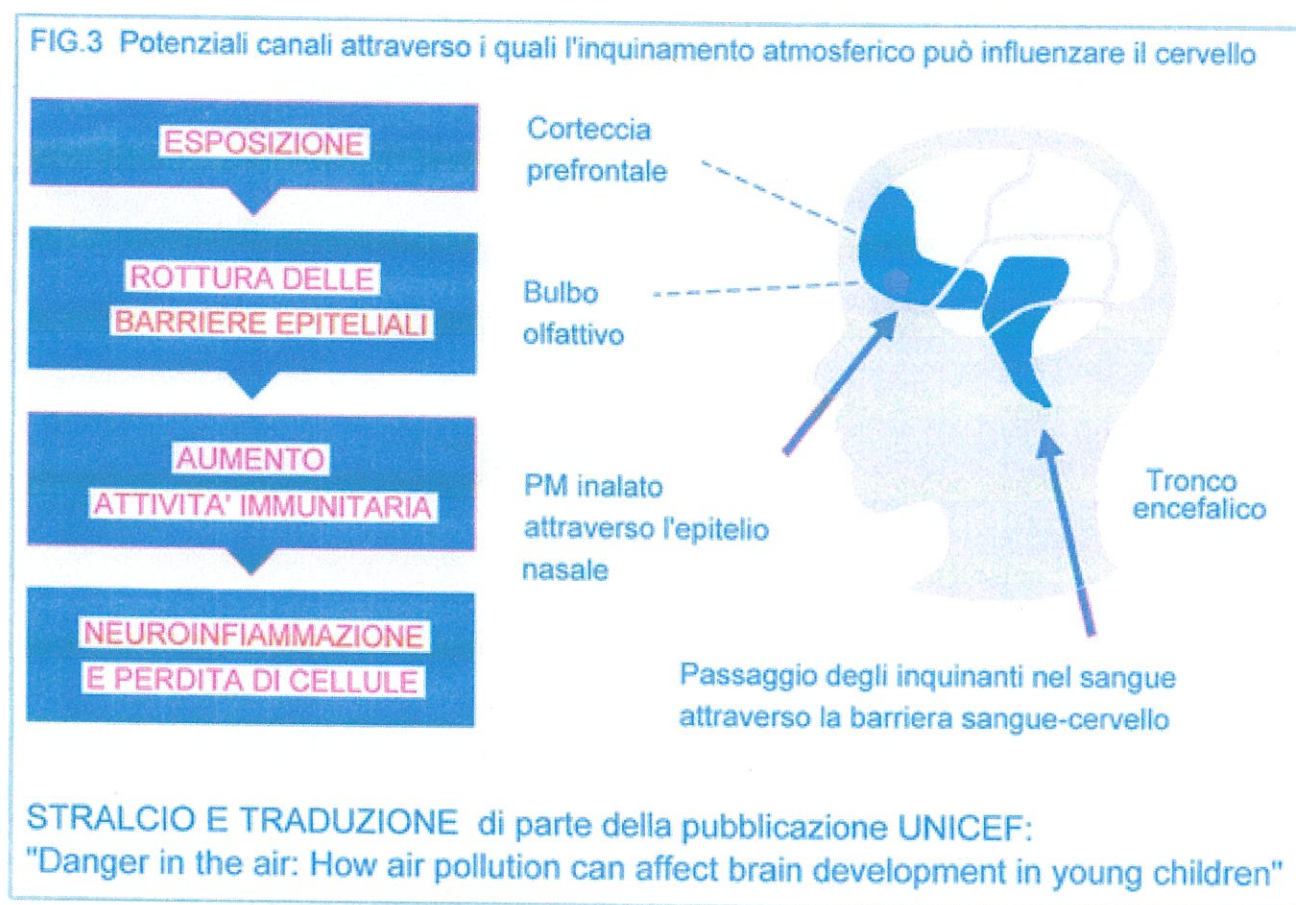 FIG.3 Potenziali canali attraverso i quali l'inquinamento atmosferico può influenzare il cervello
ESPOSIZIONE
ROTTURA DELLE
BARRIERE EPITELIALI
AUMENTO
ATTIVITA' IMMUNITARIA
NEUROINFIAMMAZIONE
E PERDITA DI CELLULE
Corteccia
prefrontale
Bulbo
olfattivo
PM inalato
attraverso l'epitelio
nasale
Tronco
encefalico
Passaggio degli inquinanti nel sangue
attraverso la barriera sangue-cervello
STRALCIO E TRADUZIONE di parte della pubblicazione UNICEF:
"Danger in the air: How air pollution can affect brain development in young children"